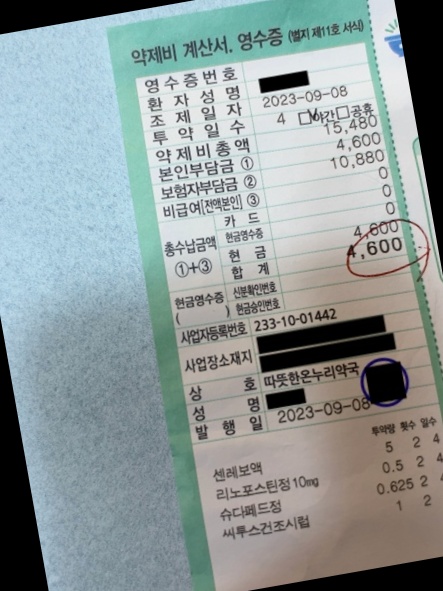 약제비 계산서. 영수증 (별지 제11호 서식)
영수증번호
환자성명
조제일자 2023-09-08
투약일수 4 □야간□공휴
약제비총액 15,480
본인부담금 ① 4,600
보험자부담금 ② 10,880
비급여[전액본인] ③ 0
총수납금액 ①+③
카드 0
현금영수증 0
현금 4,600
합계 4,600
현금영수증 ( )
신분확인번호
현금승인번호
사업자등록번호 233-10-01442
사업장소재지
상호 따뜻한온누리약국
성명
발행일 2023-09-08
투약량 횟수 일수
센레보액 5 2 4
리노포스틴정10mg 0.5 2 4
슈다페드정 0.625 2 4
씨투스건조시럽 1 2